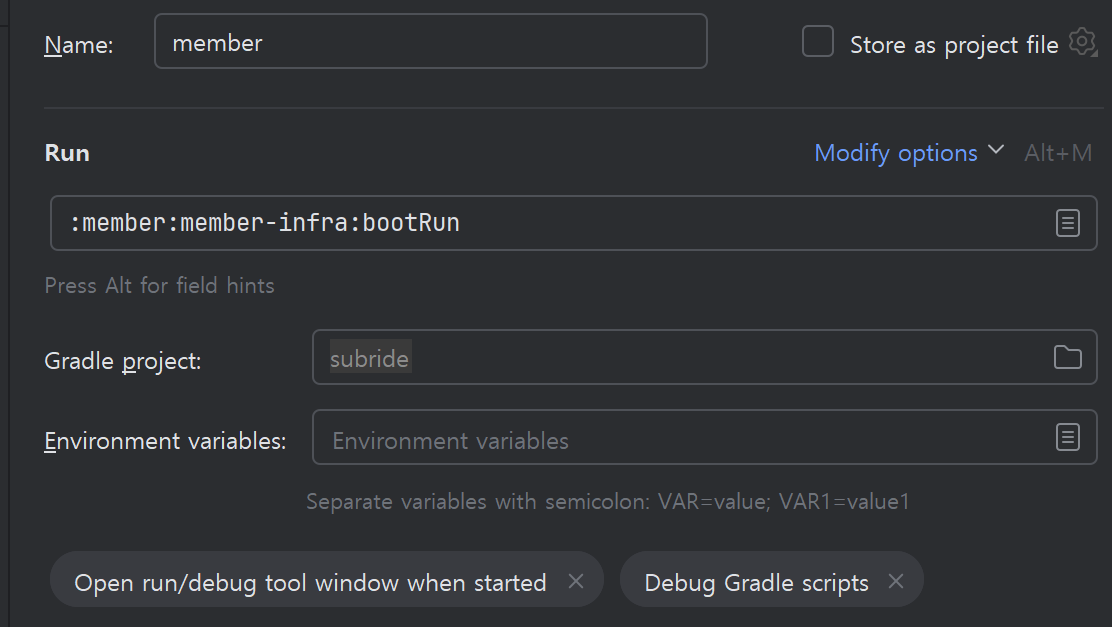 Name: member Store as project file
Run Modify options Alt+M
:member:member-infra:bootRun
Press Alt for field hints
Gradle project: subride
Environment variables: Environment variables
Separate variables with semicolon: VAR=value; VAR1=value1
Open run/debug tool window when started × Debug Gradle scripts ×